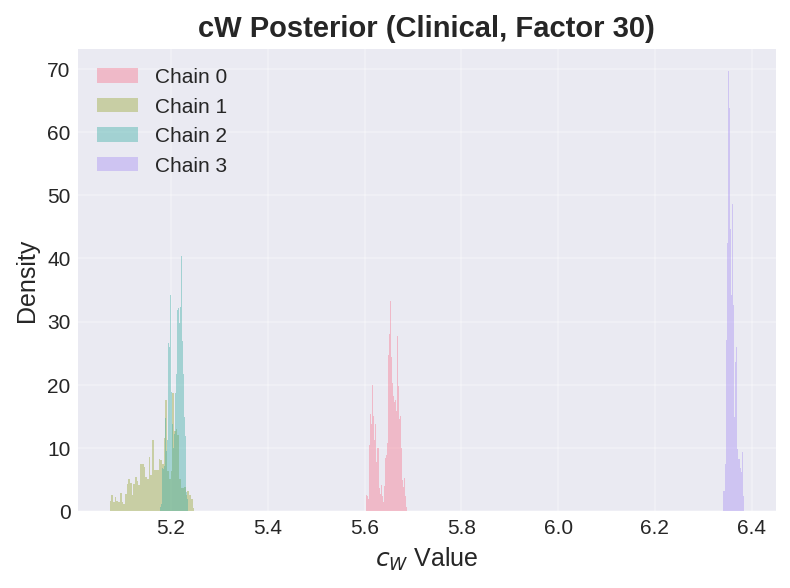 cW Posterior (Clinical, Factor 30)
Chain 0
Chain 1
Chain 2
Chain 3
Density
70
60
50
40
30
20
10
0
5.2 5.4 5.6 5.8 6.0 6.2 6.4
c_W Value